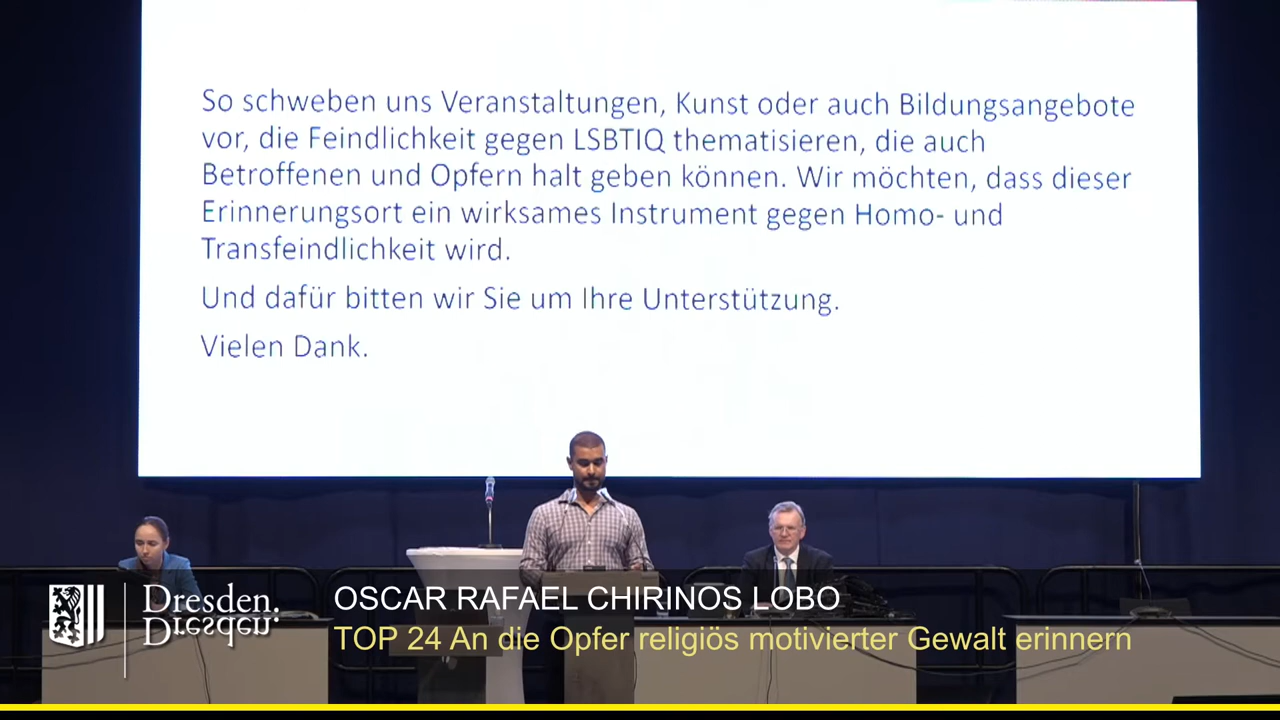 So schweben uns Veranstaltungen, Kunst oder auch Bildungsangebote
vor, die Feindlichkeit gegen LSBTIQ thematisieren, die auch
Betroffenen und Opfern halt geben können. Wir möchten, dass dieser
Erinnerungsort ein wirksames Instrument gegen Homo- und
Transfeindlichkeit wird.
Und dafür bitten wir Sie um Ihre Unterstützung.
Vielen Dank.
Dresden.
Dresden.
OSCAR RAFAEL CHIRINOS LOBO
TOP 24 An die Opfer religiös motivierter Gewalt erinnern